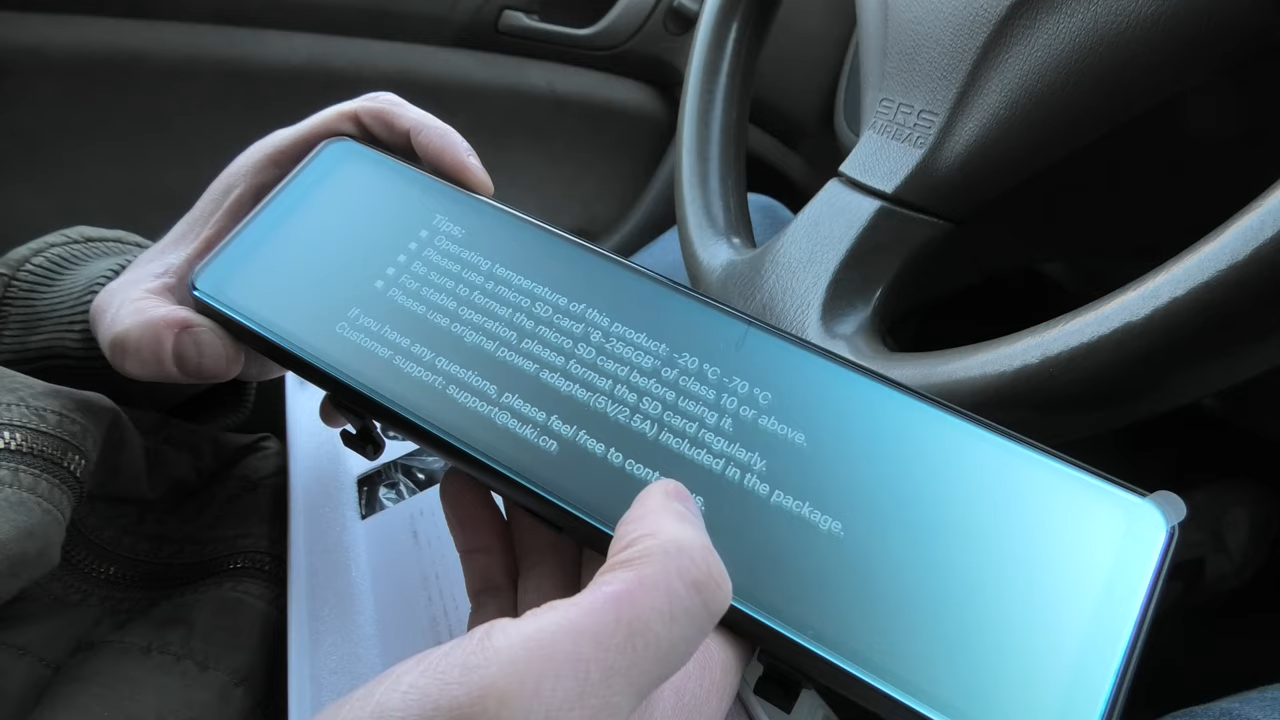 SRS
AIRBAG
Tips:
Operating temperature of this product: -20 °C -70 °C
Please use a micro SD card "8-256GB" of class 10 or above.
Be sure to format the micro SD card before using it.
For stable operation, please format the SD card regularly.
Please use original power adapter(5V/2.5A) included in the package.
If you have any questions, please feel free to contact us.
Customer support: support@euki.cn